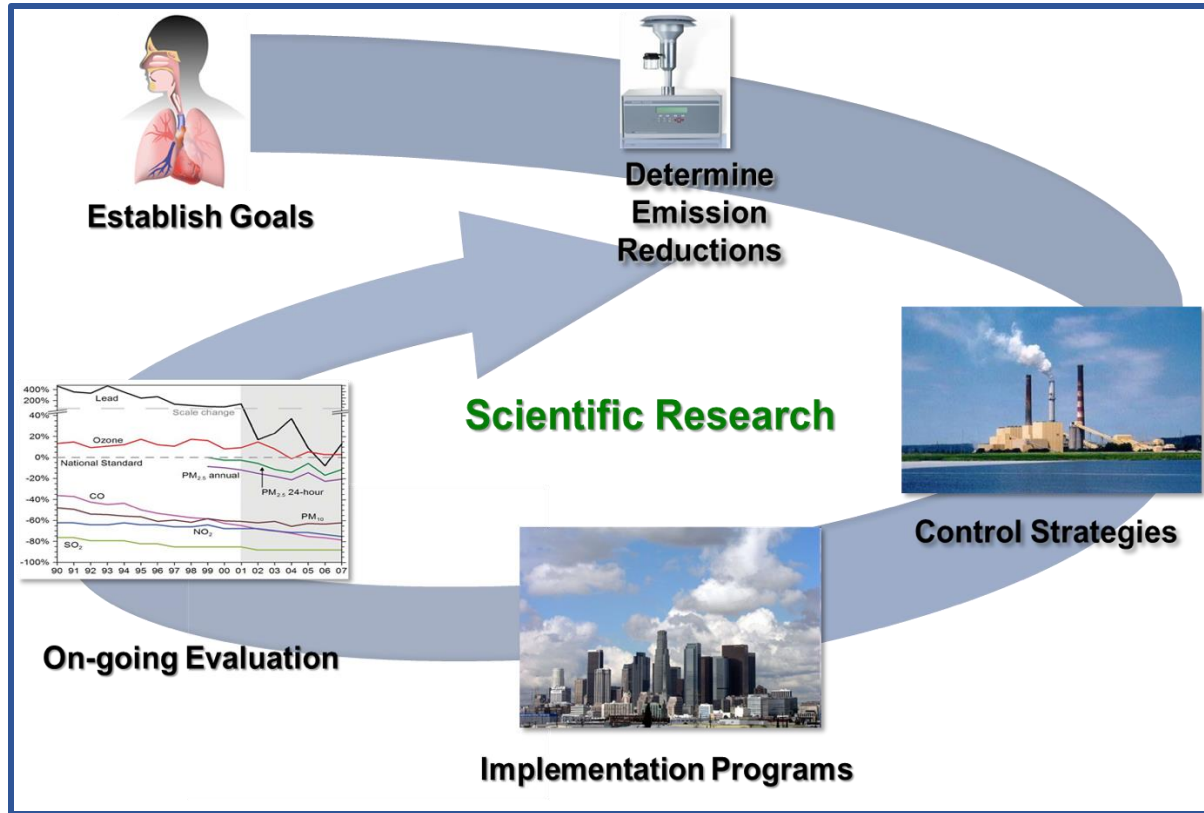 Establish Goals
Determine
Emission
Reductions
400%
200%
40%
20%
0%
-20%
-40%
-60%
-80%
-100%
Lead
Scale change
Ozone
National Standard
PM2.5 annual
PM2.5 24-hour
CO
PM10
NO2
SO2
90 91 92 93 94 95 96 97 98 99 00 01 02 03 04 05 06 07
Scientific Research
Control Strategies
On-going Evaluation
Implementation Programs